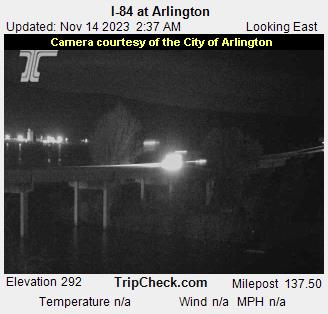 I-84 at Arlington
Updated: Nov 14 2023 2:37 AM Looking East
Camera courtesy of the City of Arlington
Elevation 292 TripCheck.com Milepost 137.50
Temperature n/a Wind n/a MPH n/a